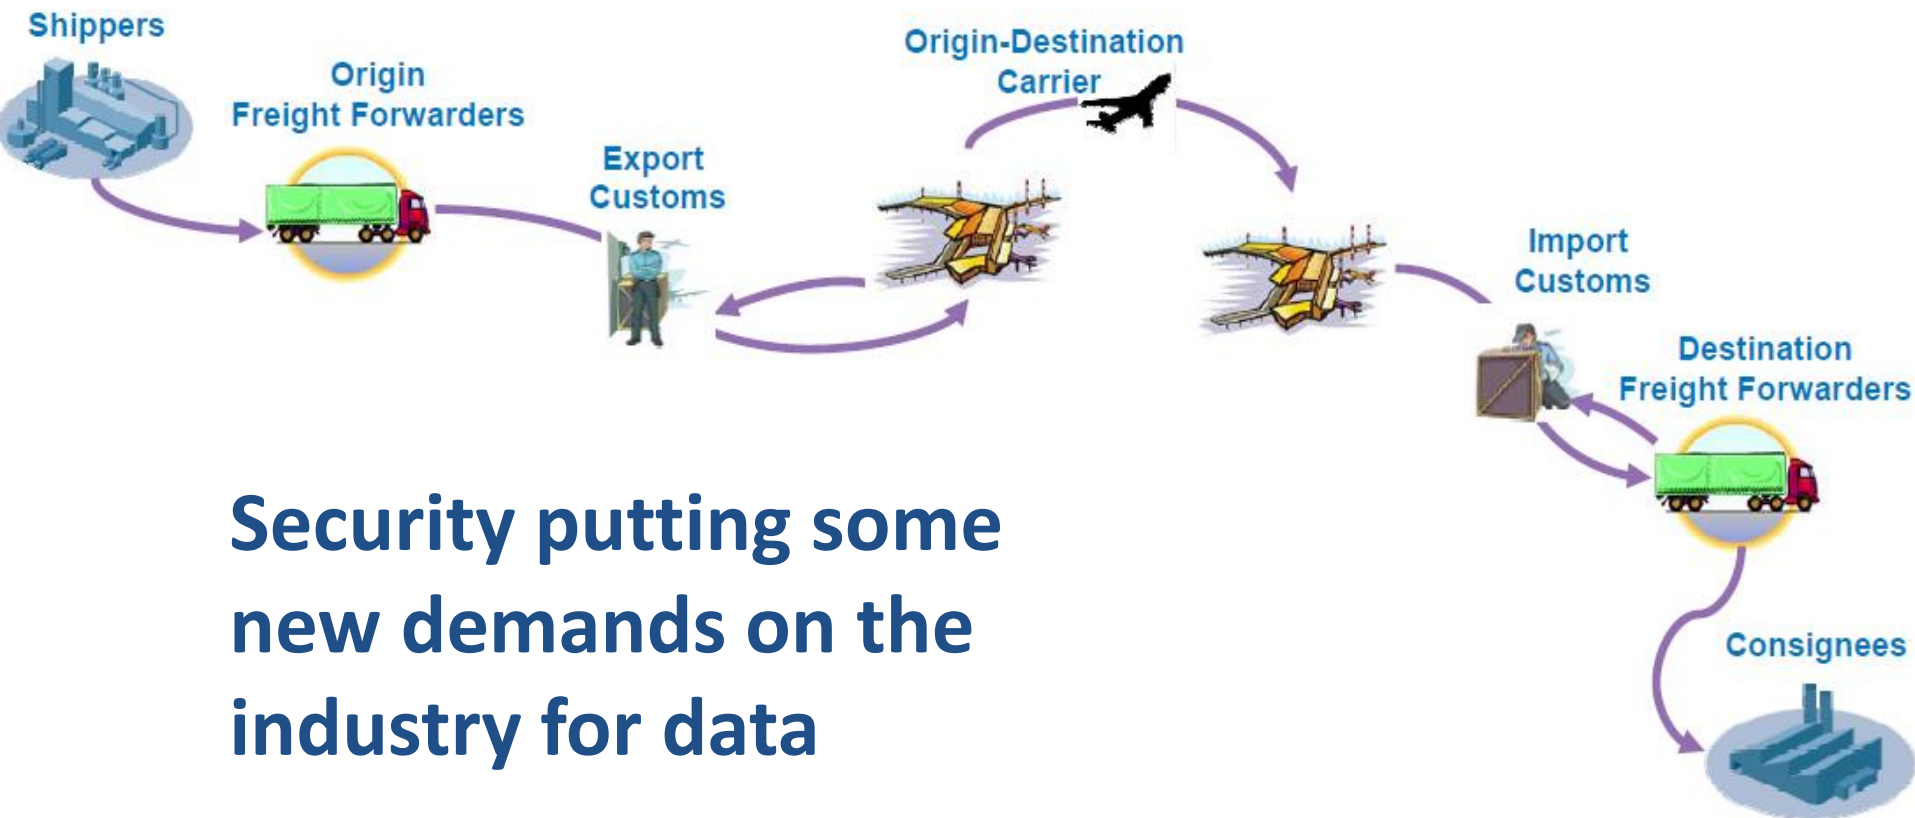 Shippers
Origin
Freight Forwarders
Export
Customs
Origin-Destination
Carrier
Import
Customs
Destination
Freight Forwarders
Consignees
Security putting some
new demands on the
industry for data